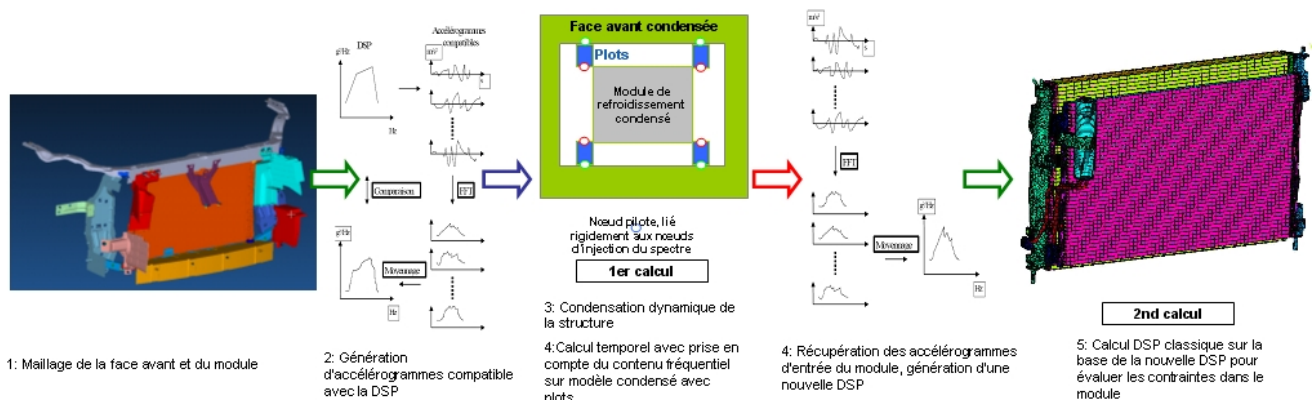 1: Maillage de la face avant et du module
DSP
g²/Hz
Hz
Accélérogrammes
compatibles
mV
s
Comparaison
FFT
g²/Hz
Moyennage
Hz
2: Génération
d'accélérogrammes compatible
avec la DSP
Face avant condensée
Plots
Module de
refroidissement
condensé
Nœud pilote, lié
rigidement aux nœuds
d'injection du spectre
1er calcul
3: Condensation dynamique de
la structure
4:Calcul temporel avec prise en
compte du contenu fréquentiel
sur modèle condensé avec
plots
mV
s
FFT
g²/Hz
Moyennage
Hz
4: Récupération des accélérogrammes
d'entrée du module, génération d'une
nouvelle DSP
2nd calcul
5: Calcul DSP classique sur la
base de la nouvelle DSP pour
évaluer les contraintes dans le
module